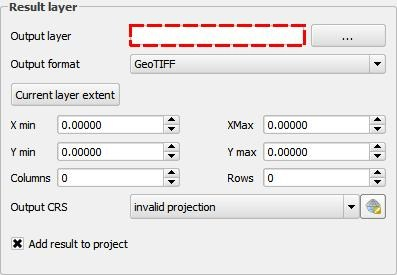 Result layer
Output layer ...
Output format GeoTIFF
Current layer extent
X min 0.00000 XMax 0.00000
Y min 0.00000 Y max 0.00000
Columns 0 Rows 0
Output CRS invalid projection
Add result to project